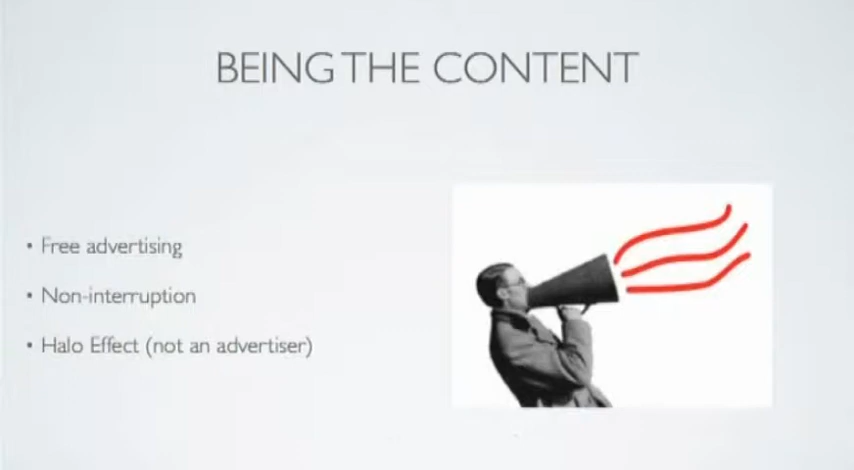 BEING THE CONTENT
• Free advertising
• Non-interruption
• Halo Effect (not an advertiser)